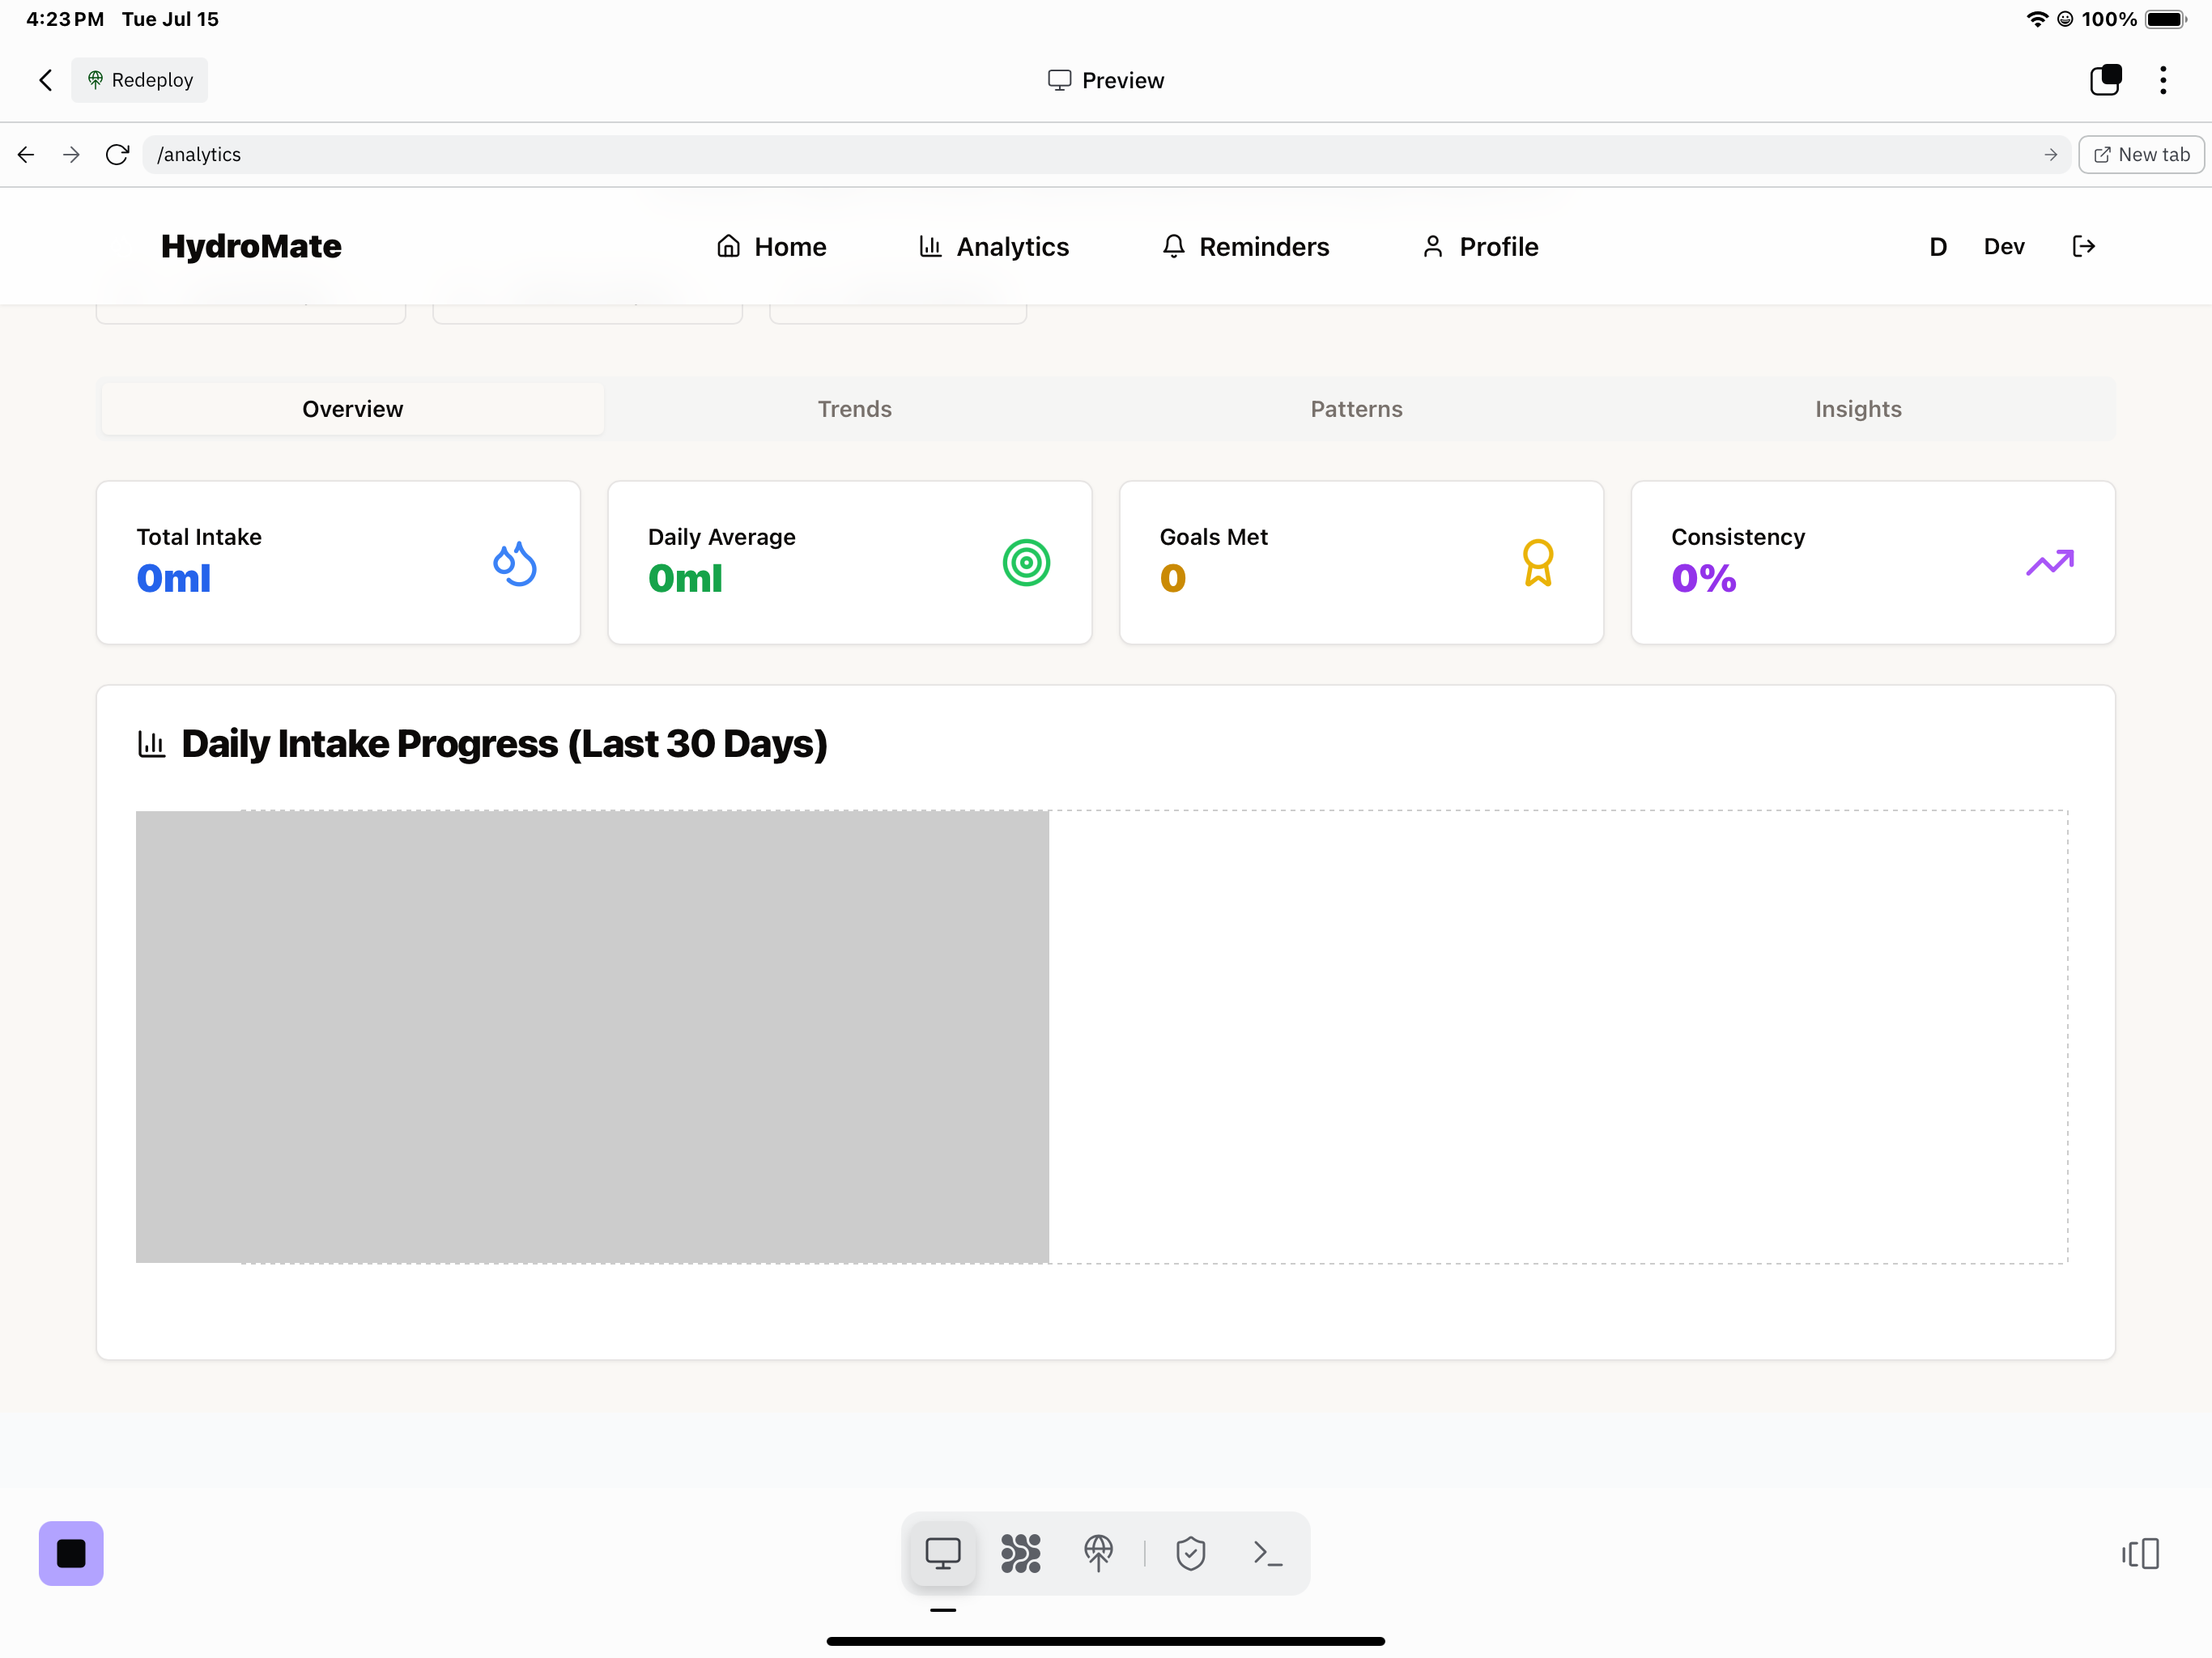 4:23 PM Tue Jul 15 100%
Redeploy
Preview
/analytics
New tab
HydroMate
Home
Analytics
Reminders
Profile
D
Dev
Overview
Trends
Patterns
Insights
Total Intake
0ml
Daily Average
0ml
Goals Met
0
Consistency
0%
Daily Intake Progress (Last 30 Days)